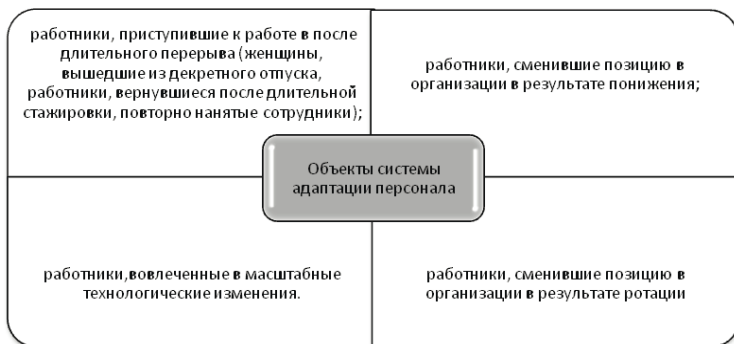 работники, приступившие к работе в после
длительного перерыва (женщины,
вышедшие из декретного отпуска,
работники, вернувшиеся после длительной
стажировки, повторно нанятые сотрудники);
работники, сменившие позицию в
организации в результате понижения;
Объекты системы
адаптации персонала
работники,вовлеченные в масштабные
технологические изменения.
работники, сменившие позицию в
организации в результате ротации